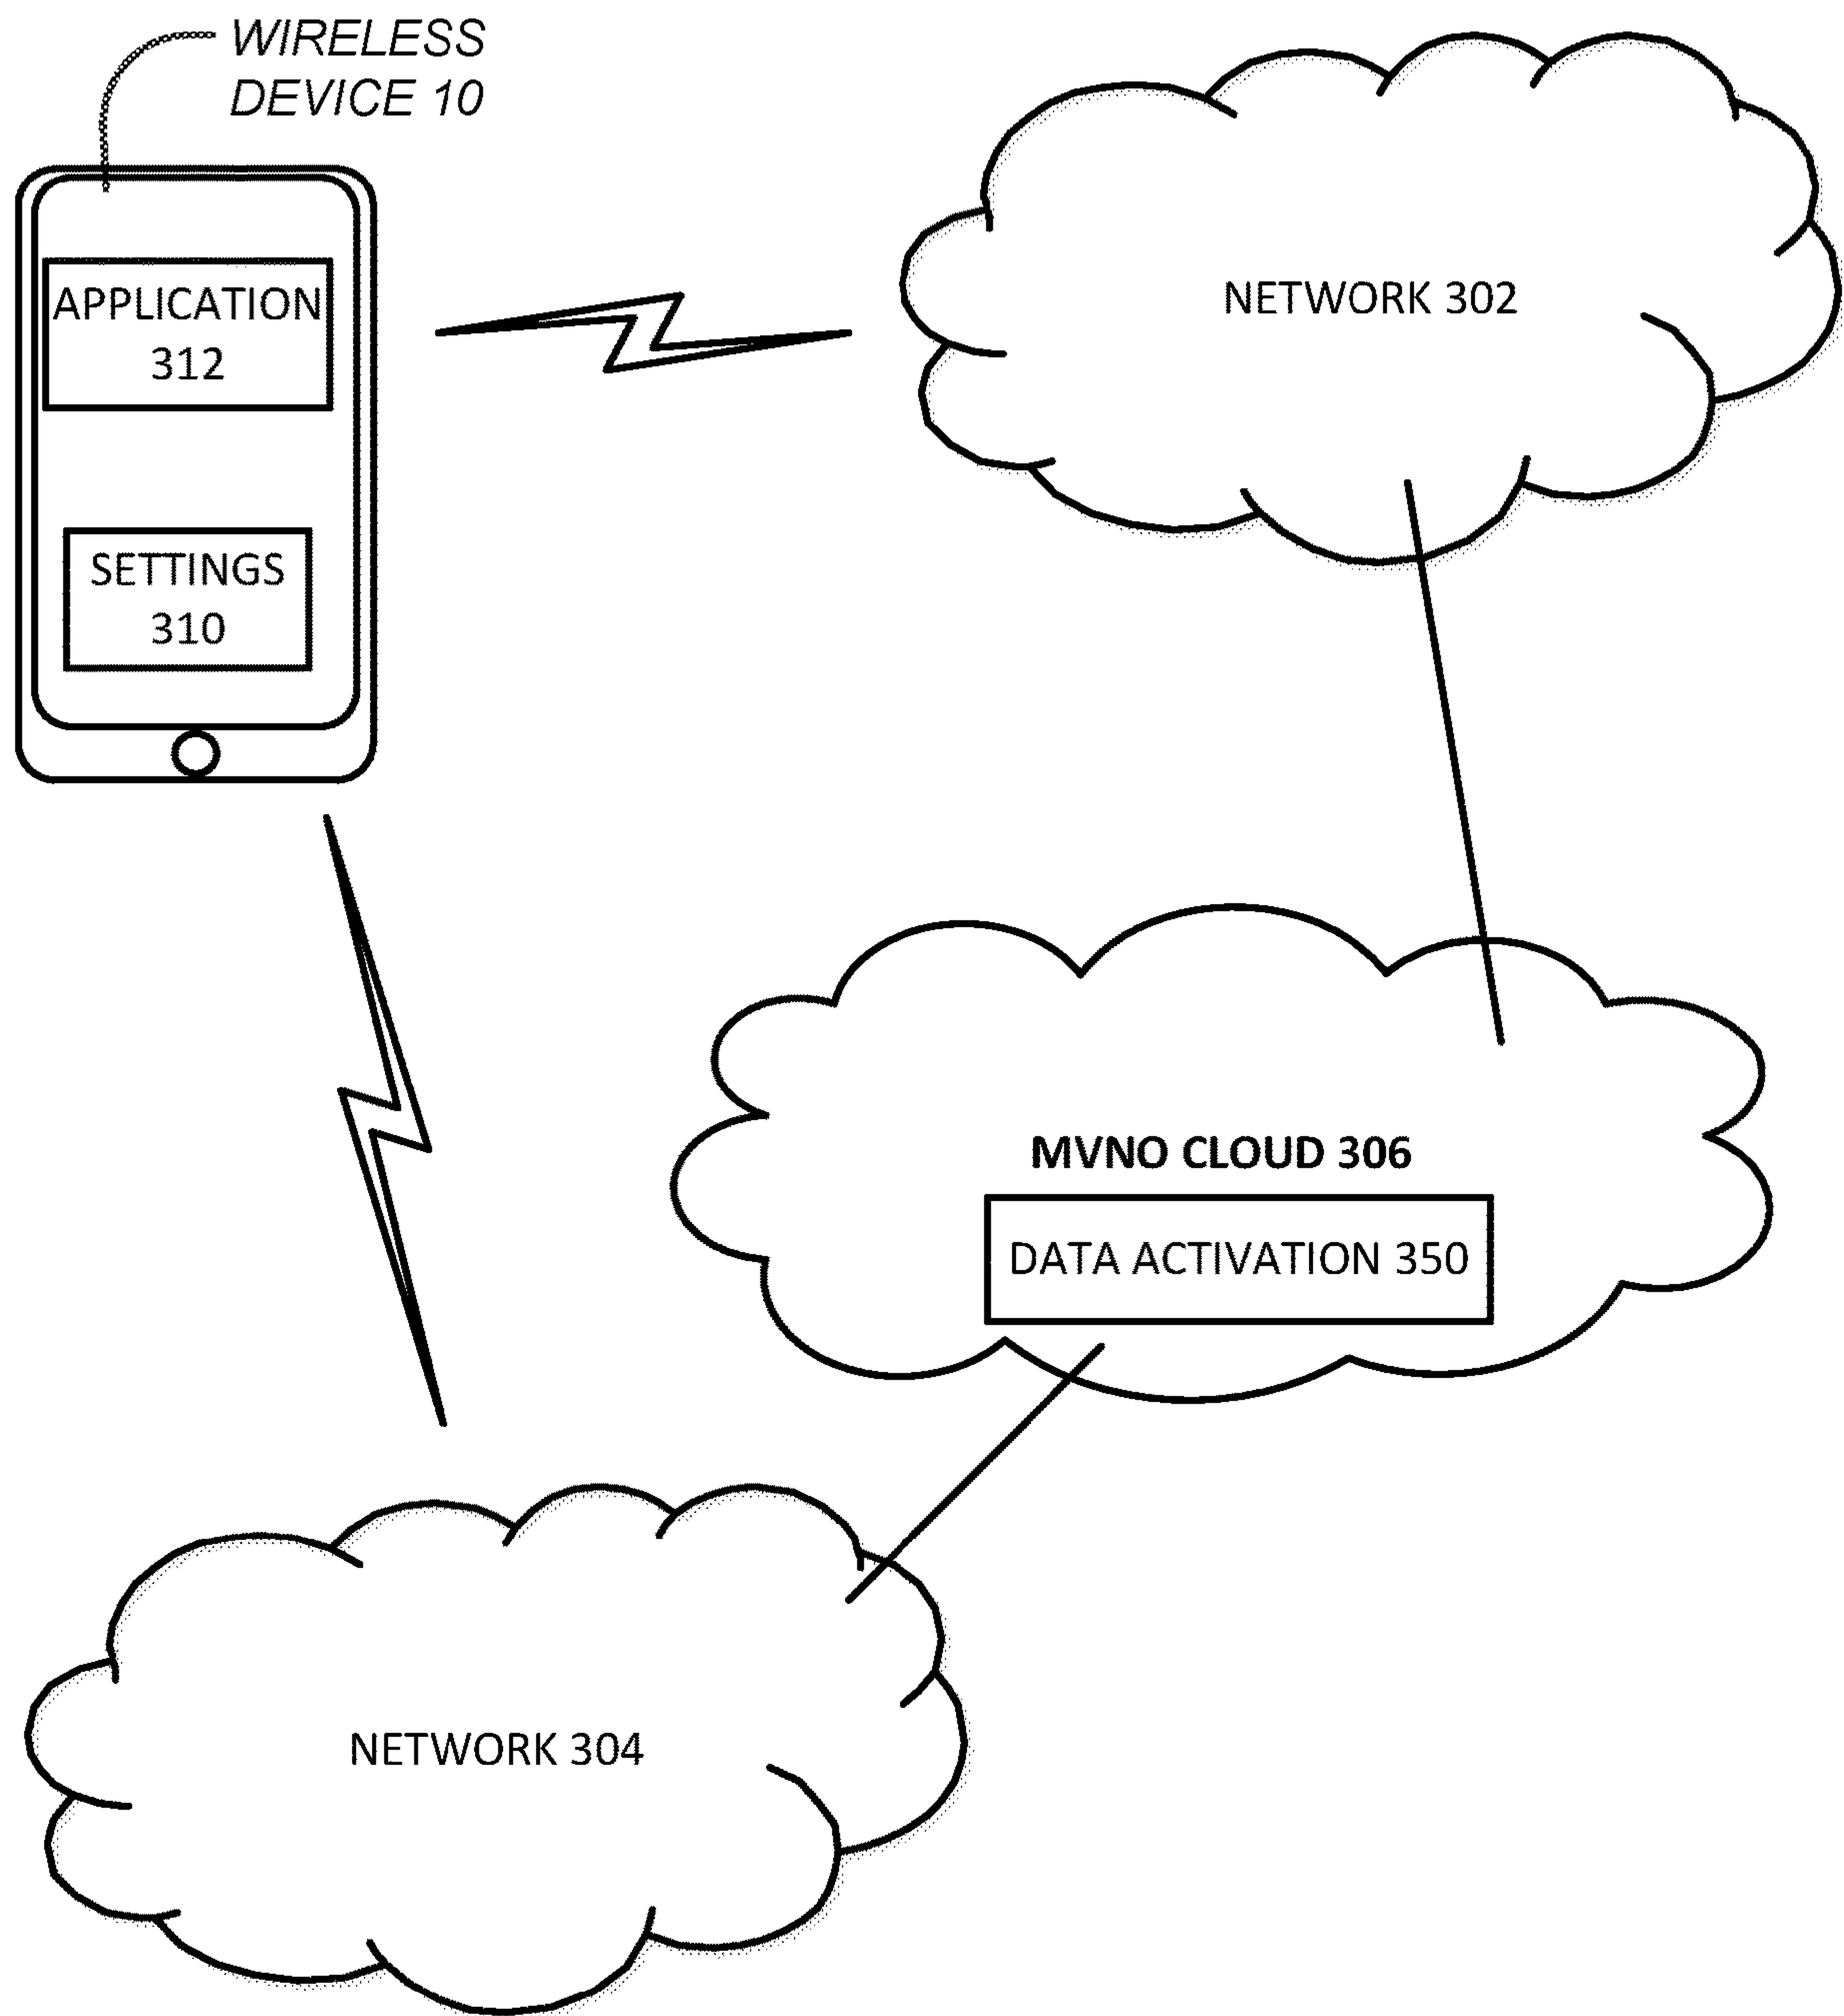 WIRELESS
DEVICE 10
APPLICATION
312
NETWORK 302
SETTINGS
310
MVNO CLOUD 306
DATA ACTIVATION 350
NETWORK 304